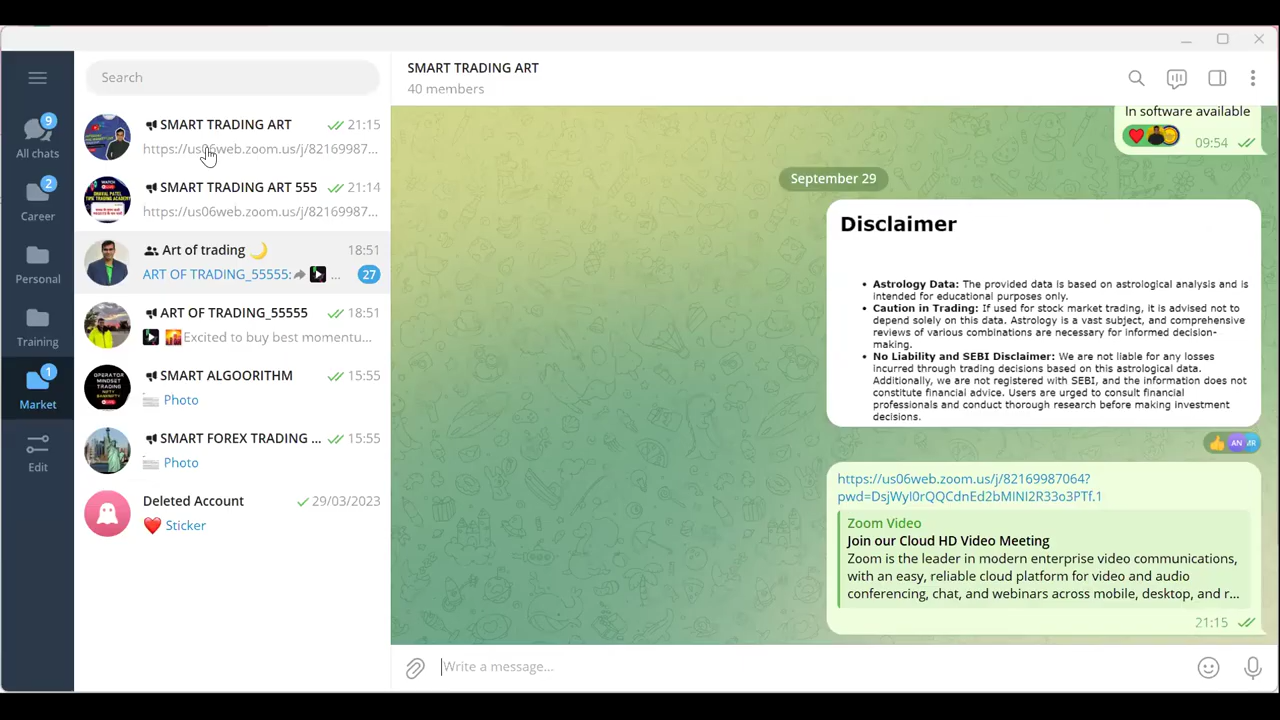 Search
All chats
9
Career
2
Personal
Training
Market
1
Edit
SMART TRADING ART
21:15
https://us06web.zoom.us/j/82169987...
SMART TRADING ART 555
21:14
https://us06web.zoom.us/j/82169987...
Art of trading 🌙
18:51
ART OF TRADING_55555:
...
27
ART OF TRADING_55555
18:51
Excited to buy best momentu...
SMART ALGOORITHM
15:55
Photo
SMART FOREX TRADING ...
15:55
Photo
Deleted Account
29/03/2023
❤️ Sticker
SMART TRADING ART
40 members
In software available
09:54
September 29
Disclaimer
• Astrology Data: The provided data is based on astrological analysis and is
intended for educational purposes only.
• Caution in Trading: If used for stock market trading, it is advised not to
depend solely on this data. Astrology is a vast subject, and comprehensive
reviews of various combinations are necessary for informed decision-
making.
• No Liability and SEBI Disclaimer: We are not liable for any losses
incurred through trading decisions based on this astrological data.
Additionally, we are not registered with SEBI, and the information does not
constitute financial advice. Users are urged to consult financial
professionals and conduct thorough research before making investment
decisions.
AN
https://us06web.zoom.us/j/82169987064?
pwd=DsjWyI0rQQCdnEd2bMINI2R33o3PTf.1
Zoom Video
Join our Cloud HD Video Meeting
Zoom is the leader in modern enterprise video communications,
with an easy, reliable cloud platform for video and audio
conferencing, chat, and webinars across mobile, desktop, and r...
21:15
Write a message...